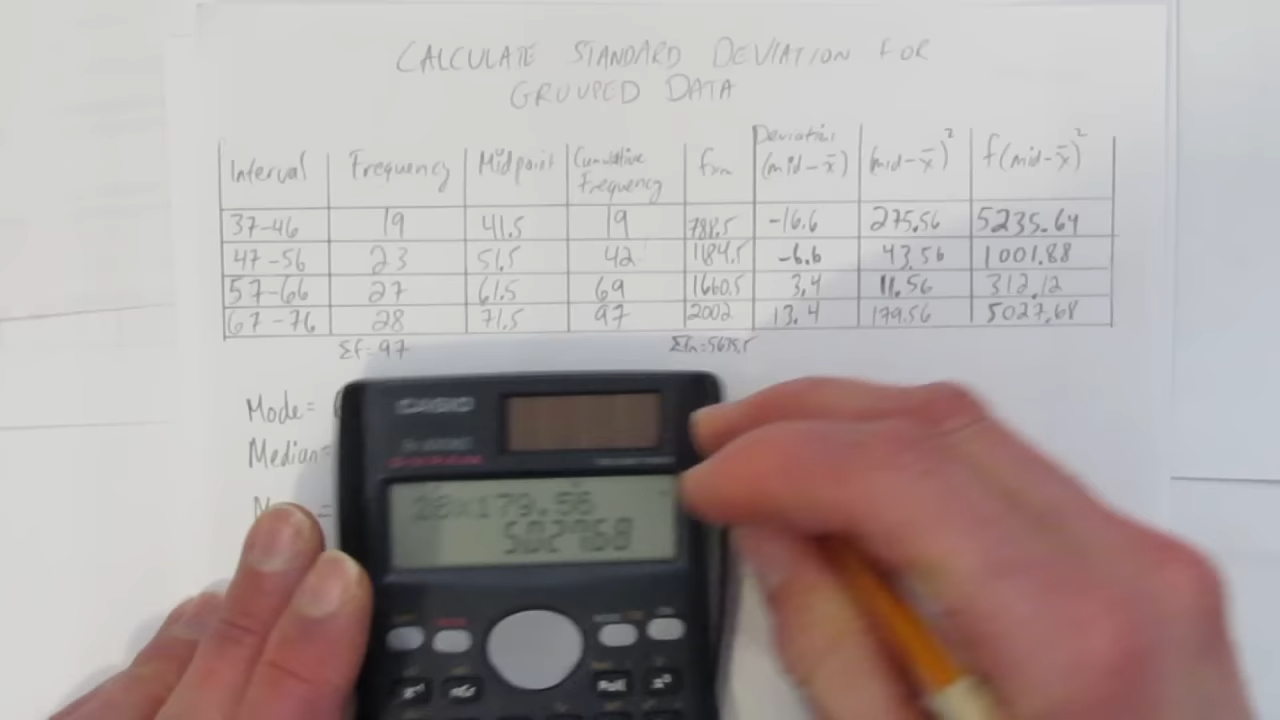 CALCULATE STANDARD DEVIATION FOR
GROUPED DATA
Interval Frequency Midpoint Cumulative Frequency fxm Deviation (mid-x̄) (mid-x̄)² f(mid-x̄)²
37-46 19 41.5 19 788.5 -16.6 275.56 5235.64
47-56 23 51.5 42 1184.5 -6.6 43.56 1001.88
57-66 27 61.5 69 1660.5 3.4 11.56 312.12
67-76 28 71.5 97 2002 13.4 179.56 5027.68
Σf=97
Mode=
Median=
CASIO
28×179.56
5027.68